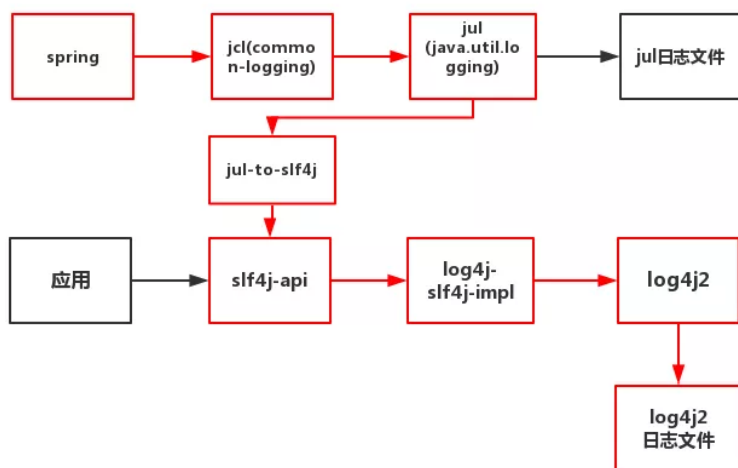 spring
jcl(commo
n-logging)
jul
(java.util.lo
gging)
jul日志文件
jul-to-slf4j
应用
slf4j-api
log4j-
slf4j-impl
log4j2
log4j2
日志文件